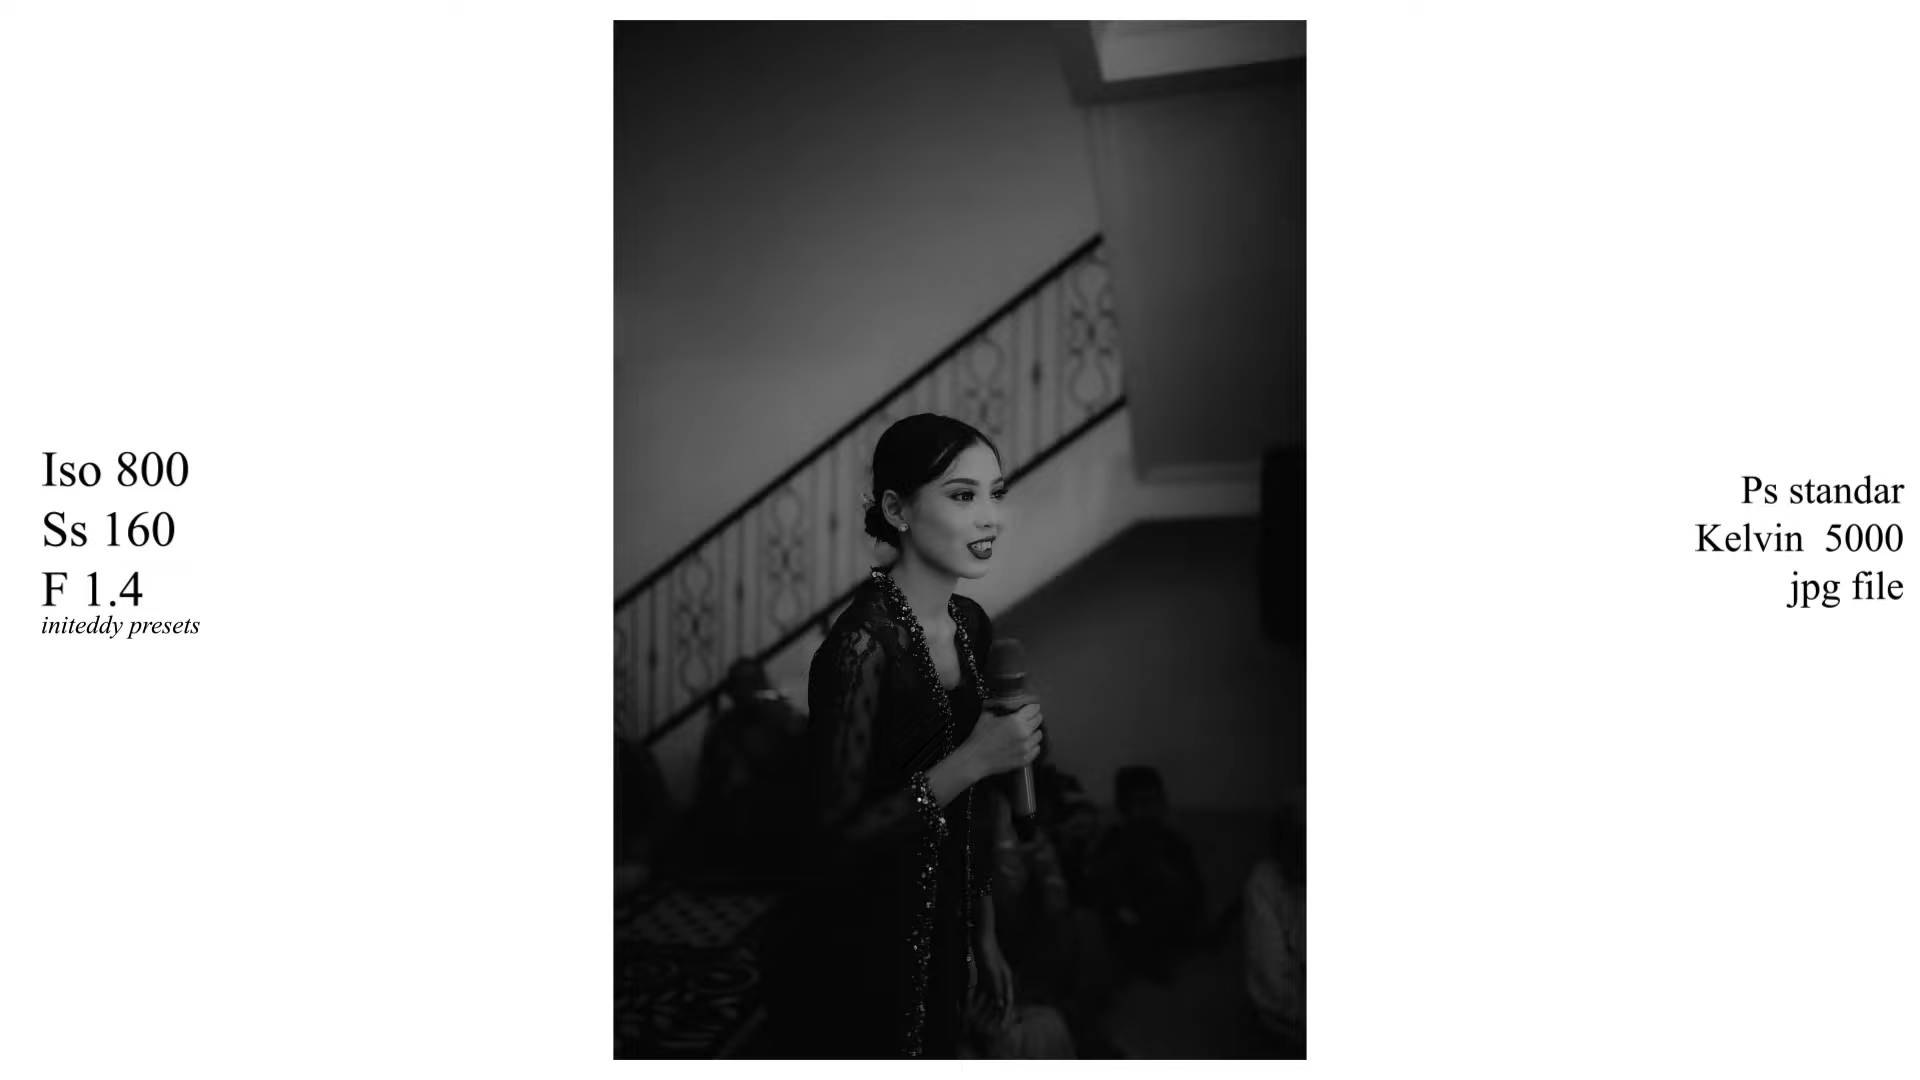 Iso 800
Ss 160
F 1.4
initeddy presets
Ps standar
Kelvin  5000
jpg file